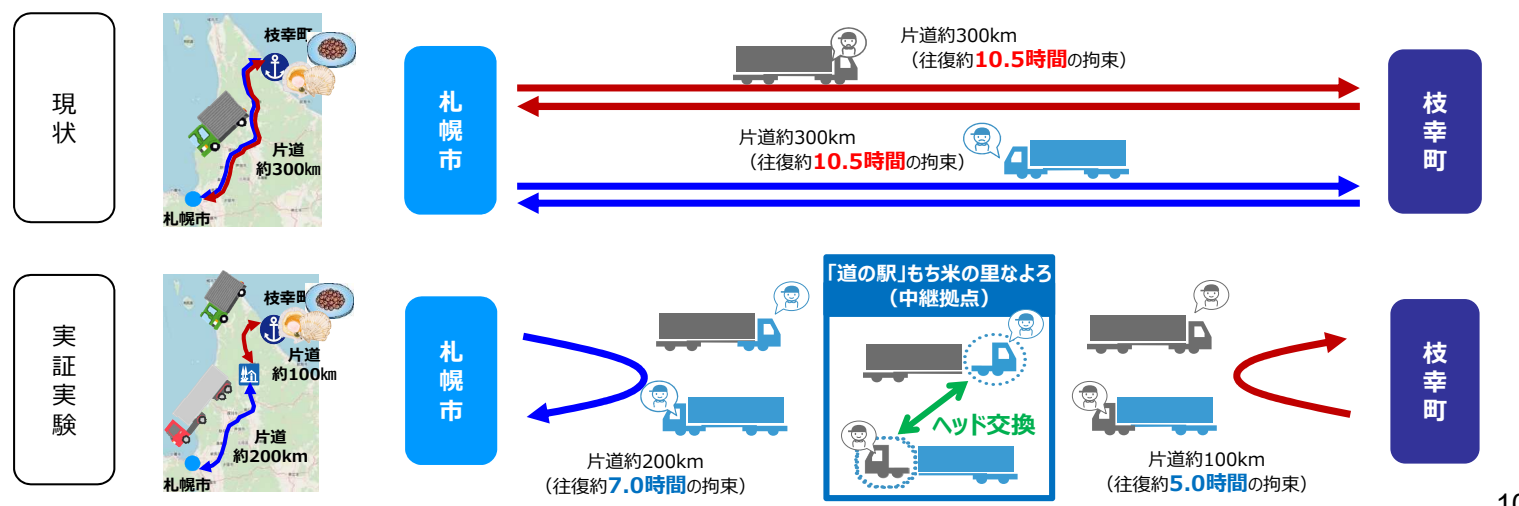 現状
枝幸町
片道
約300㎞
札幌市
札幌市
片道約300km
（往復約10.5時間の拘束）
片道約300km
（往復約10.5時間の拘束）
枝幸町
実証実験
枝幸町
片道
約100㎞
片道
約200km
札幌市
札幌市
片道約200km
（往復約7.0時間の拘束）
「道の駅」もち米の里なよろ
（中継拠点）
ヘッド交換
片道約100km
（往復約5.0時間の拘束）
枝幸町